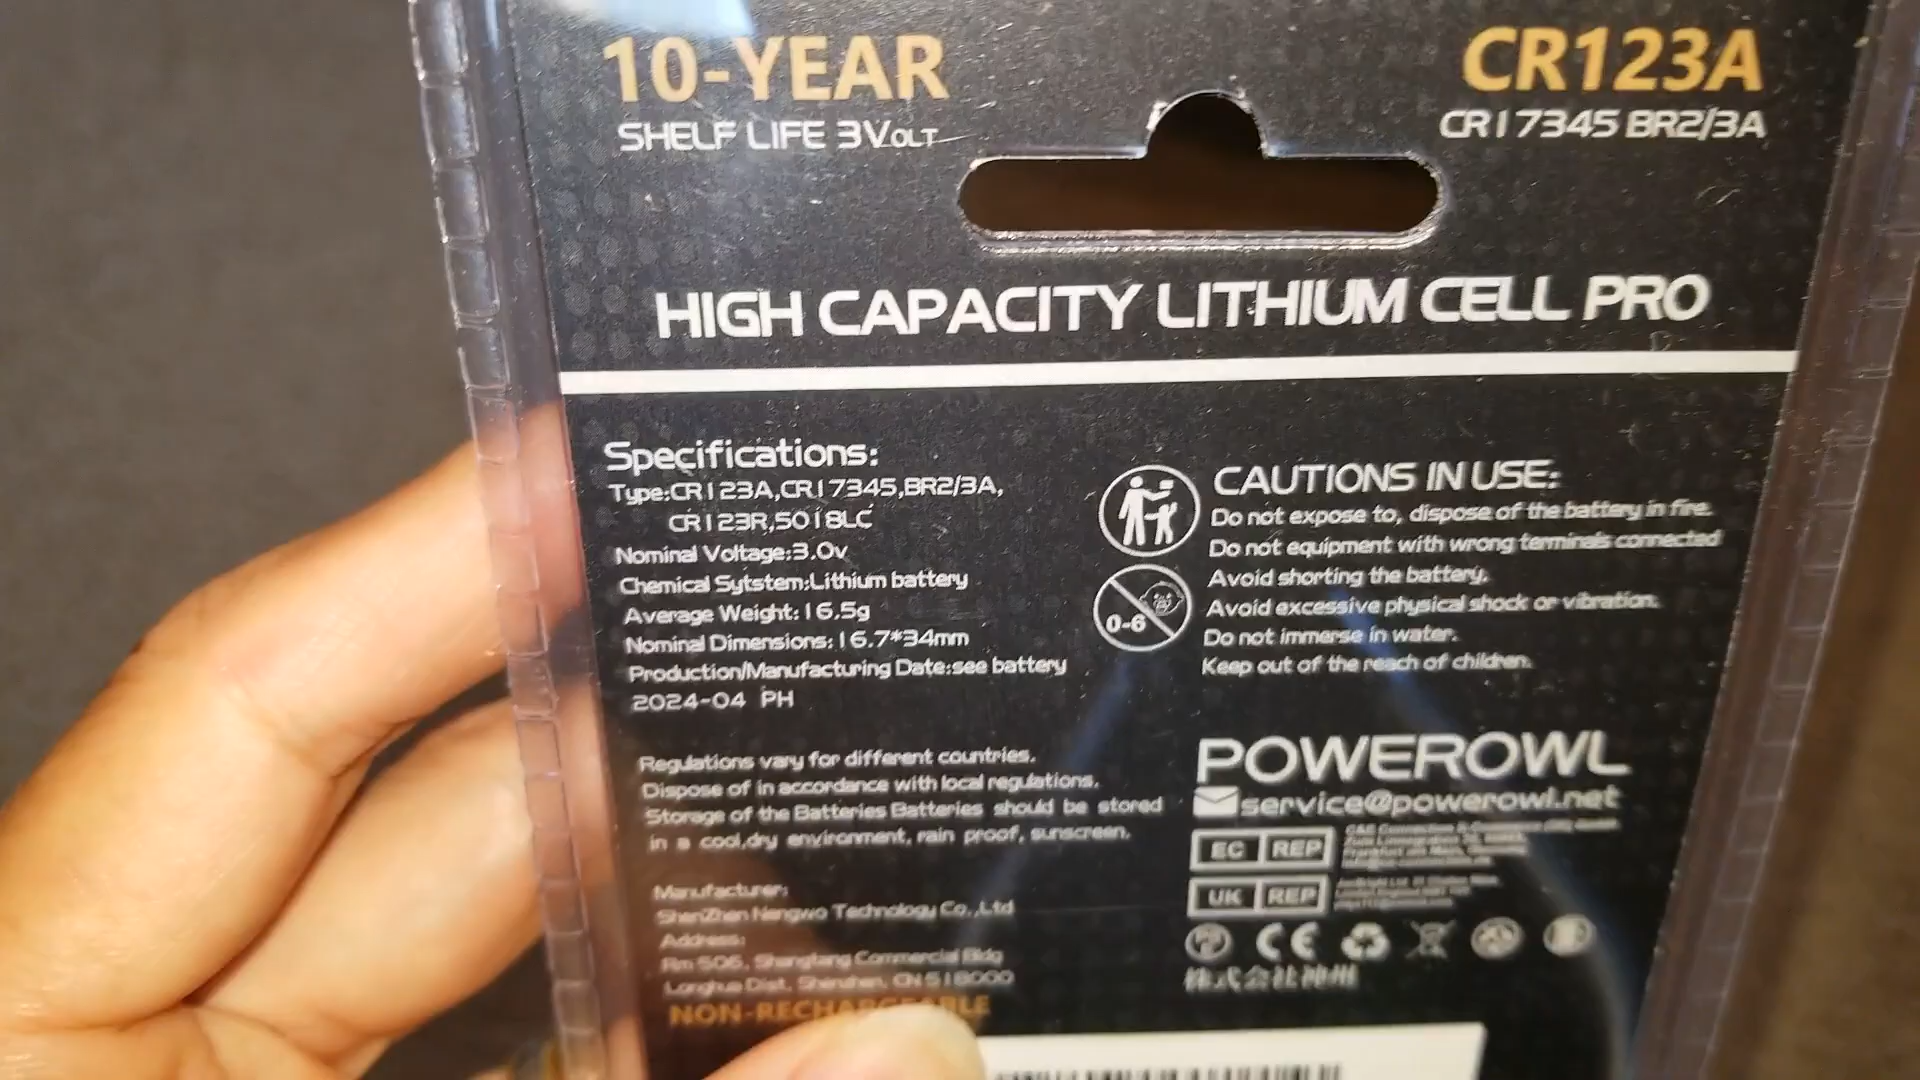 10-YEAR
SHELF LIFE 3VOLT
CR123A
CR17345 BR2/3A
HIGH CAPACITY LITHIUM CELL PRO
Specifications:
Type:CR123A,CR17345,BR2/3A,
CR123R,5018LC
Nominal Voltage:3.0v
Chemical Sytstem:Lithium battery
Average Weight:16.5g
Nominal Dimensions:16.7*34mm
Production/Manufacturing Date:see battery
2024-04 PH
Regulations vary for different countries.
Dispose of in accordance with local regulations.
Storage of the Batteries Batteries should be stored
in a cool,dry environment, rain proof, sunscreen.
Manufacturer:
ShenZhen Nengwo Technology Co.,Ltd
Address:
Rm 506, Shangtang Commercial Bldg
Longhua Dist, Shenzhen, CN 518000
NON-RECHARGEABLE
0-6
CAUTIONS IN USE:
Do not expose to, dispose of the battery in fire.
Do not equipment with wrong terminals connected
Avoid shorting the battery.
Avoid excessive physical shock or vibration.
Do not immerse in water.
Keep out of the reach of children.
POWEROWL
service@powerowl.net
EC REP
UK REP
CE
株式会社神州